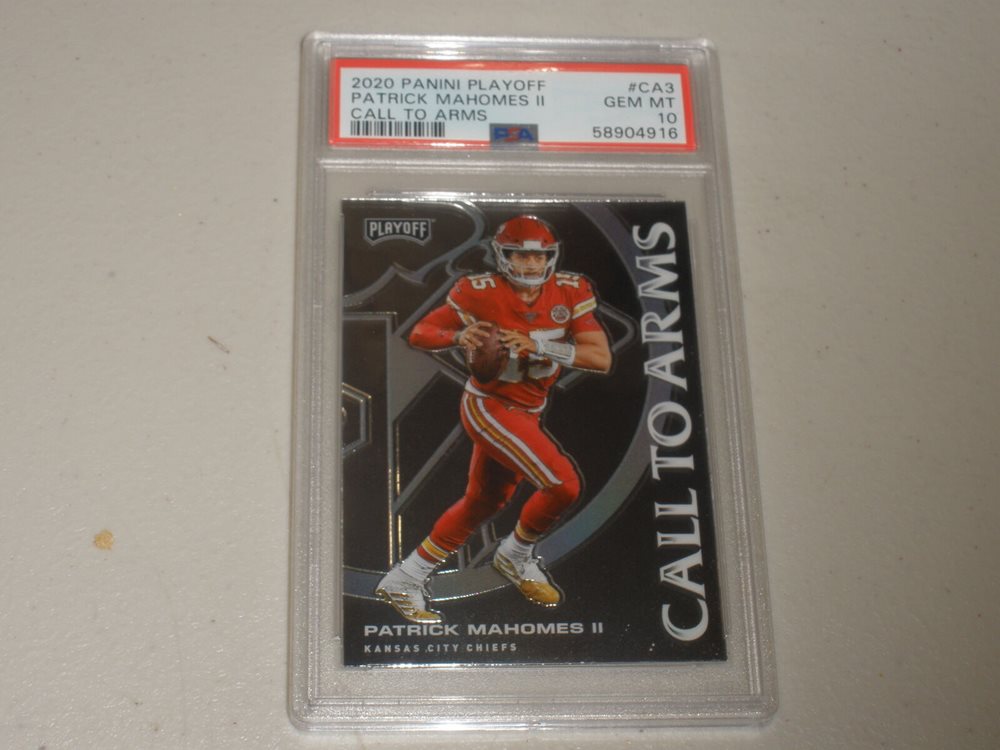 2020 PANINI PLAYOFF #CA3
PATRICK MAHOMES II GEM MT
CALL TO ARMS 10
PSA 58904916
PLAYOFF
15 15
15
CALL TO ARMS
PATRICK MAHOMES II
KANSAS CITY CHIEFS